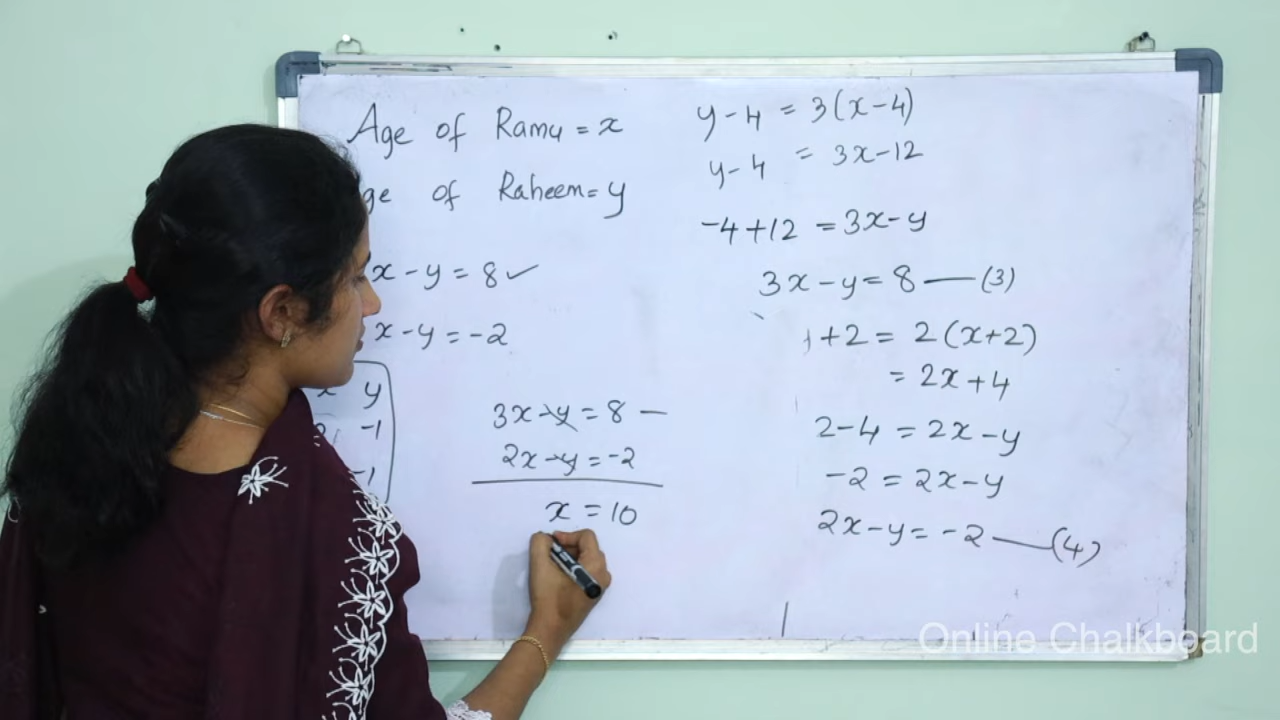 Age of Ramu = x
ge of Raheem = y
x - y = 8 ✓
x - y = -2
x y
-1
-1
3x - y = 8 —
2x - y = -2
x = 10
y - 4 = 3(x - 4)
y - 4 = 3x - 12
-4 + 12 = 3x - y
3x - y = 8 — (3)
+ 2 = 2(x + 2)
= 2x + 4
2 - 4 = 2x - y
-2 = 2x - y
2x - y = -2 — (4)
Online Chalkboard